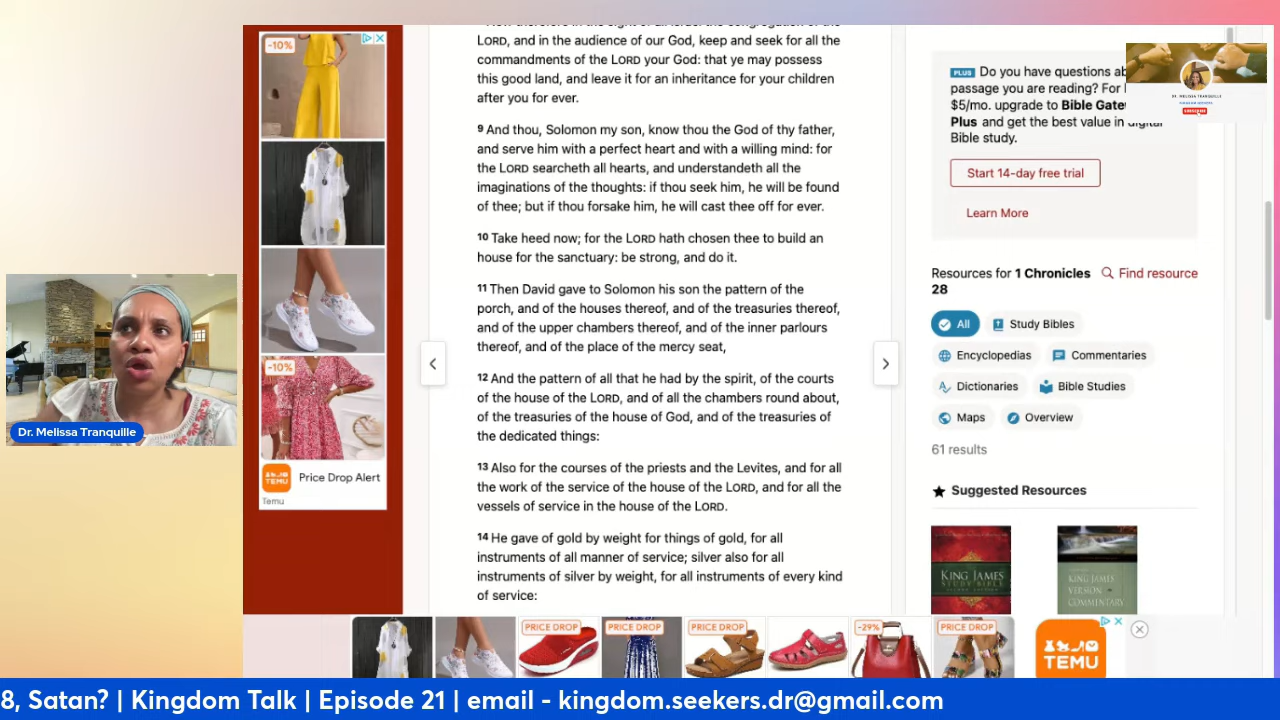 -10%
-10%
TEMU
Price Drop Alert
Temu
Dr. Melissa Tranquille
LORD, and in the audience of our God, keep and seek for all the
commandments of the LORD your God: that ye may possess
this good land, and leave it for an inheritance for your children
after you for ever.
9 And thou, Solomon my son, know thou the God of thy father,
and serve him with a perfect heart and with a willing mind: for
the LORD searcheth all hearts, and understandeth all the
imaginations of the thoughts: if thou seek him, he will be found
of thee; but if thou forsake him, he will cast thee off for ever.
10 Take heed now; for the LORD hath chosen thee to build an
house for the sanctuary: be strong, and do it.
11 Then David gave to Solomon his son the pattern of the
porch, and of the houses thereof, and of the treasuries thereof,
and of the upper chambers thereof, and of the inner parlours
thereof, and of the place of the mercy seat,
12 And the pattern of all that he had by the spirit, of the courts
of the house of the LORD, and of all the chambers round about,
of the treasuries of the house of God, and of the treasuries of
the dedicated things:
13 Also for the courses of the priests and the Levites, and for all
the work of the service of the house of the LORD, and for all the
vessels of service in the house of the LORD.
14 He gave of gold by weight for things of gold, for all
instruments of all manner of service; silver also for all
instruments of silver by weight, for all instruments of every kind
of service:
PLUS Do you have questions ab
passage you are reading? For
$5/mo. upgrade to Bible Gate
Plus and get the best value in digital
Bible study.
Start 14-day free trial
Learn More
DR. MELISSA TRANQUILLE
SUBSCRIBE
Resources for 1 Chronicles
28
Find resource
All
Study Bibles
Encyclopedias
Commentaries
Dictionaries
Bible Studies
Maps
Overview
61 results
Suggested Resources
KING JAMES
STUDY BIBLE
KING JAMES
VERSION
COMMENTARY
PRICE DROP
PRICE DROP
PRICE DROP
-29%
PRICE DROP
TEMU
8, Satan? | Kingdom Talk | Episode 21 | email - kingdom.seekers.dr@gmail.com